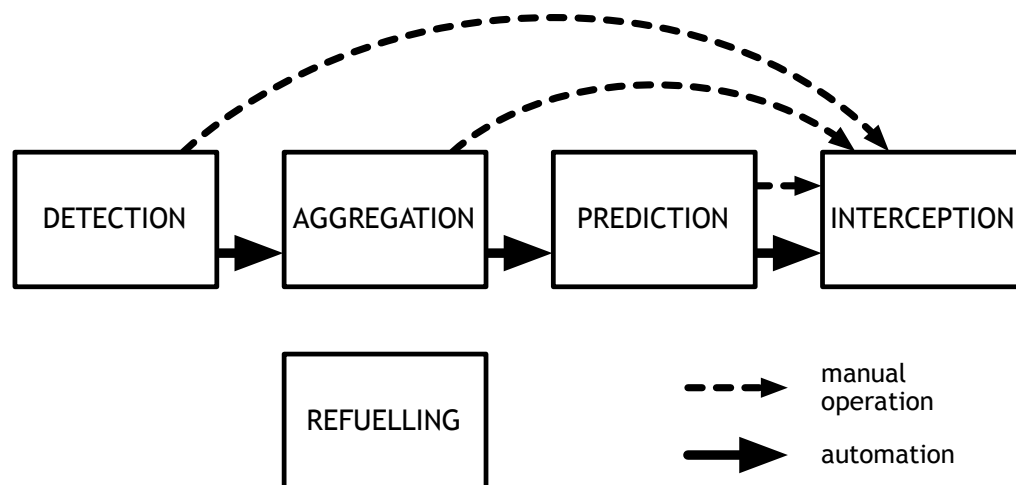 DETECTION
AGGREGATION
PREDICTION
INTERCEPTION
REFUELLING
manual
operation
automation